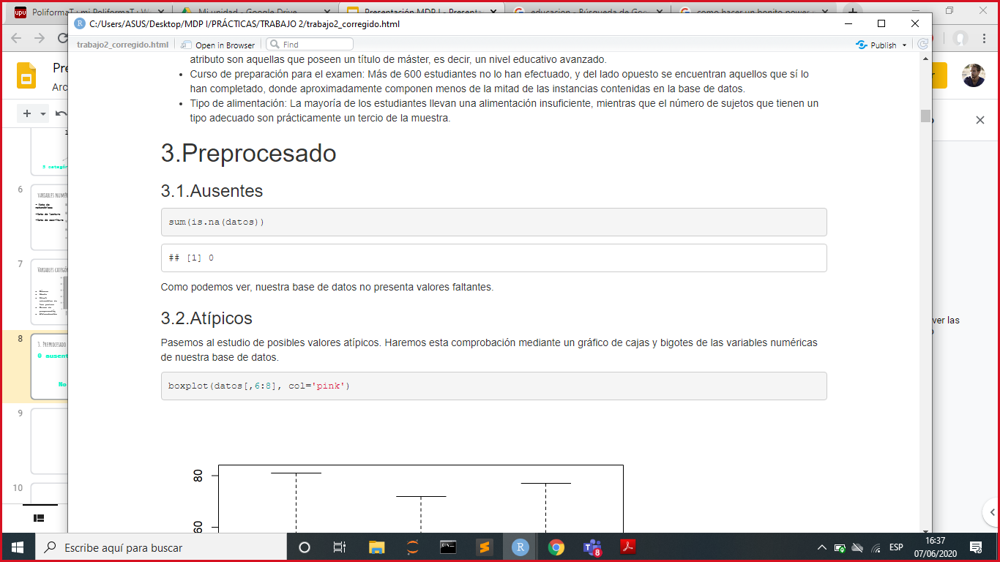 PoliformaT : mi PoliformaT : W
Mi unidad - Google Drive
Presentación MDP I - Presenta
educacion - Búsqueda de Goo
como hacer un bonito power
C:/Users/ASUS/Desktop/MDP I/PRÁCTICAS/TRABAJO 2/trabajo2_corregido.html
trabajo2_corregido.html
Open in Browser
Find
Publish
Pre
Arc
atributo son aquellas que poseen un título de máster, es decir, un nivel educativo avanzado.
• Curso de preparación para el examen: Más de 600 estudiantes no lo han efectuado, y del lado opuesto se encuentran aquellos que sí lo
han completado, donde aproximadamente componen menos de la mitad de las instancias contenidas en la base de datos.
• Tipo de alimentación: La mayoría de los estudiantes llevan una alimentación insuficiente, mientras que el número de sujetos que tienen un
tipo adecuado son prácticamente un tercio de la muestra.
3.Preprocesado
3.1.Ausentes
sum(is.na(datos))
## [1] 0
Como podemos ver, nuestra base de datos no presenta valores faltantes.
3.2.Atípicos
Pasemos al estudio de posibles valores atípicos. Haremos esta comprobación mediante un gráfico de cajas y bigotes de las variables numéricas
de nuestra base de datos.
boxplot(datos[,6:8], col='pink')
80
60
6
7
8
9
10
3. Preprocesado
0 ausent
No
ver las
Escribe aquí para buscar
8
ESP
16:37
07/06/2020